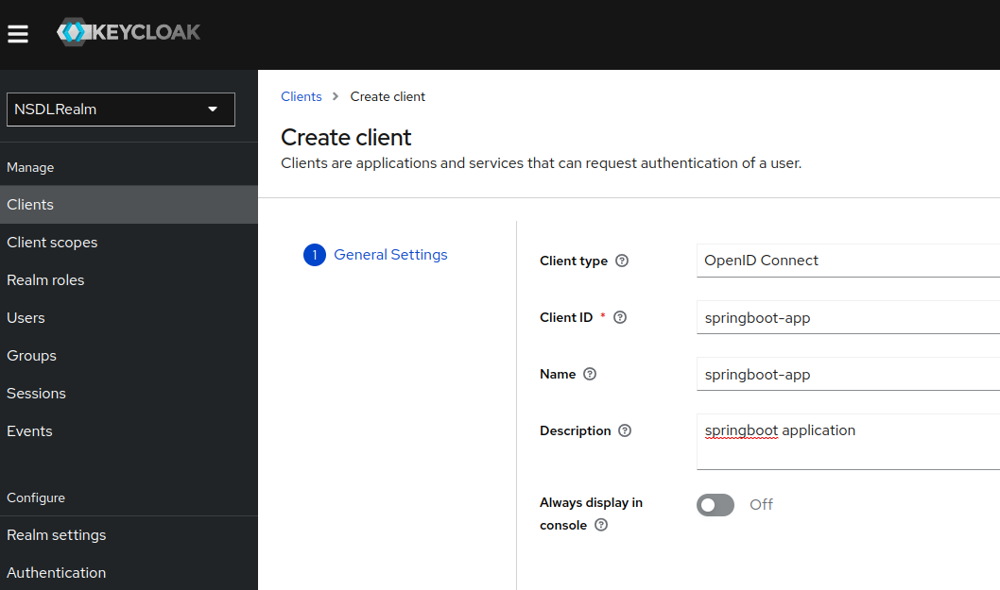 KEYCLOAK
NSDLRealm
Manage
Clients
Client scopes
Realm roles
Users
Groups
Sessions
Events
Configure
Realm settings
Authentication
Clients > Create client
Create client
Clients are applications and services that can request authentication of a user.
1 General Settings
Client type ?
OpenID Connect
Client ID * ?
springboot-app
Name ?
springboot-app
Description ?
springboot application
Always display in
console ?
Off